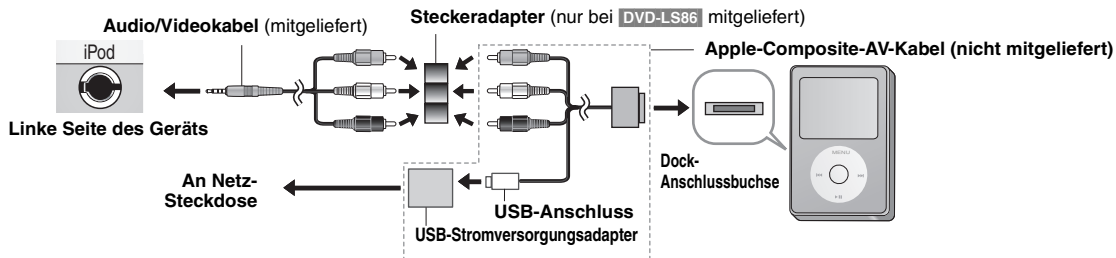 Audio/Videokabel (mitgeliefert)
Steckeradapter (nur bei DVD-LS86 mitgeliefert)
Apple-Composite-AV-Kabel (nicht mitgeliefert)
iPod
Linke Seite des Geräts
An Netz-
Steckdose
USB-Anschluss
USB-Stromversorgungsadapter
Dock-
Anschlussbuchse
MENU